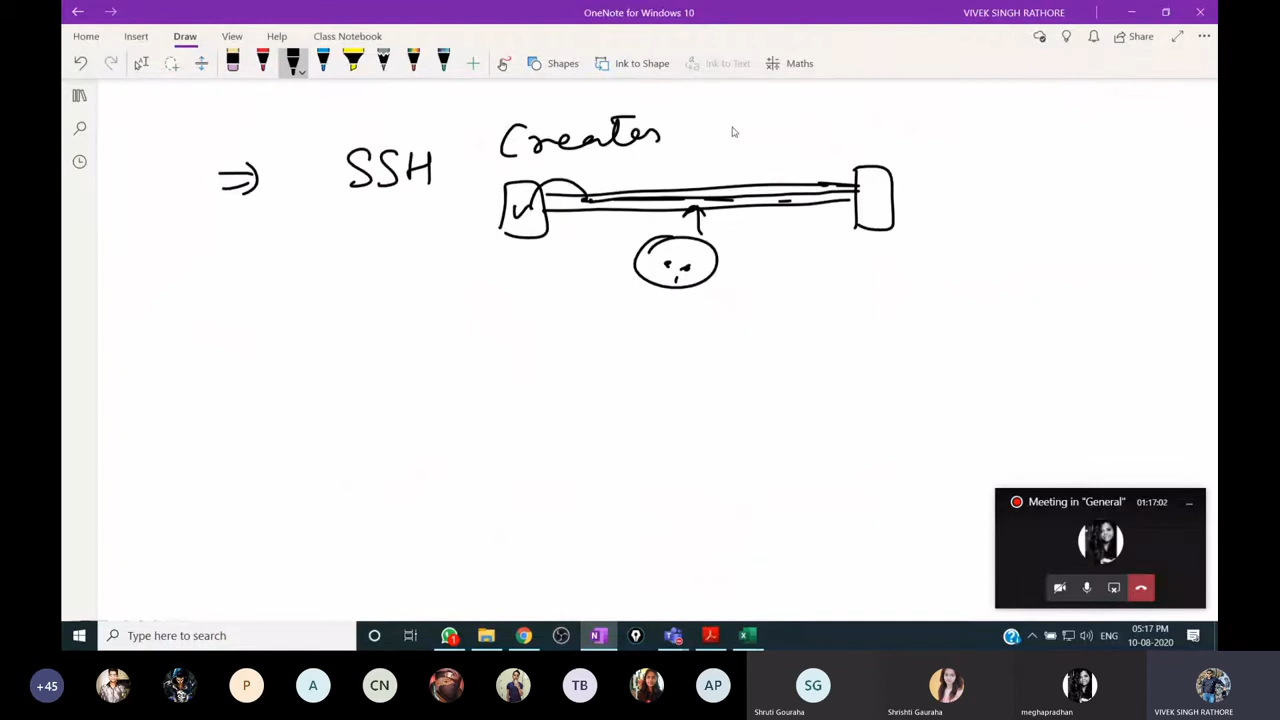 OneNote for Windows 10
VIVEK SINGH RATHORE
Home Insert Draw View Help Class Notebook
Share
Shapes Ink to Shape Ink to Text Maths
Creates
⇒ SSH
Meeting in "General" 01:17:02
Type here to search
1
ENG
05:17 PM
10-08-2020
+45 P A CN TB AP SG
Shruti Gouraha Shrishti Gauraha meghapradhan VIVEK SINGH RATHORE